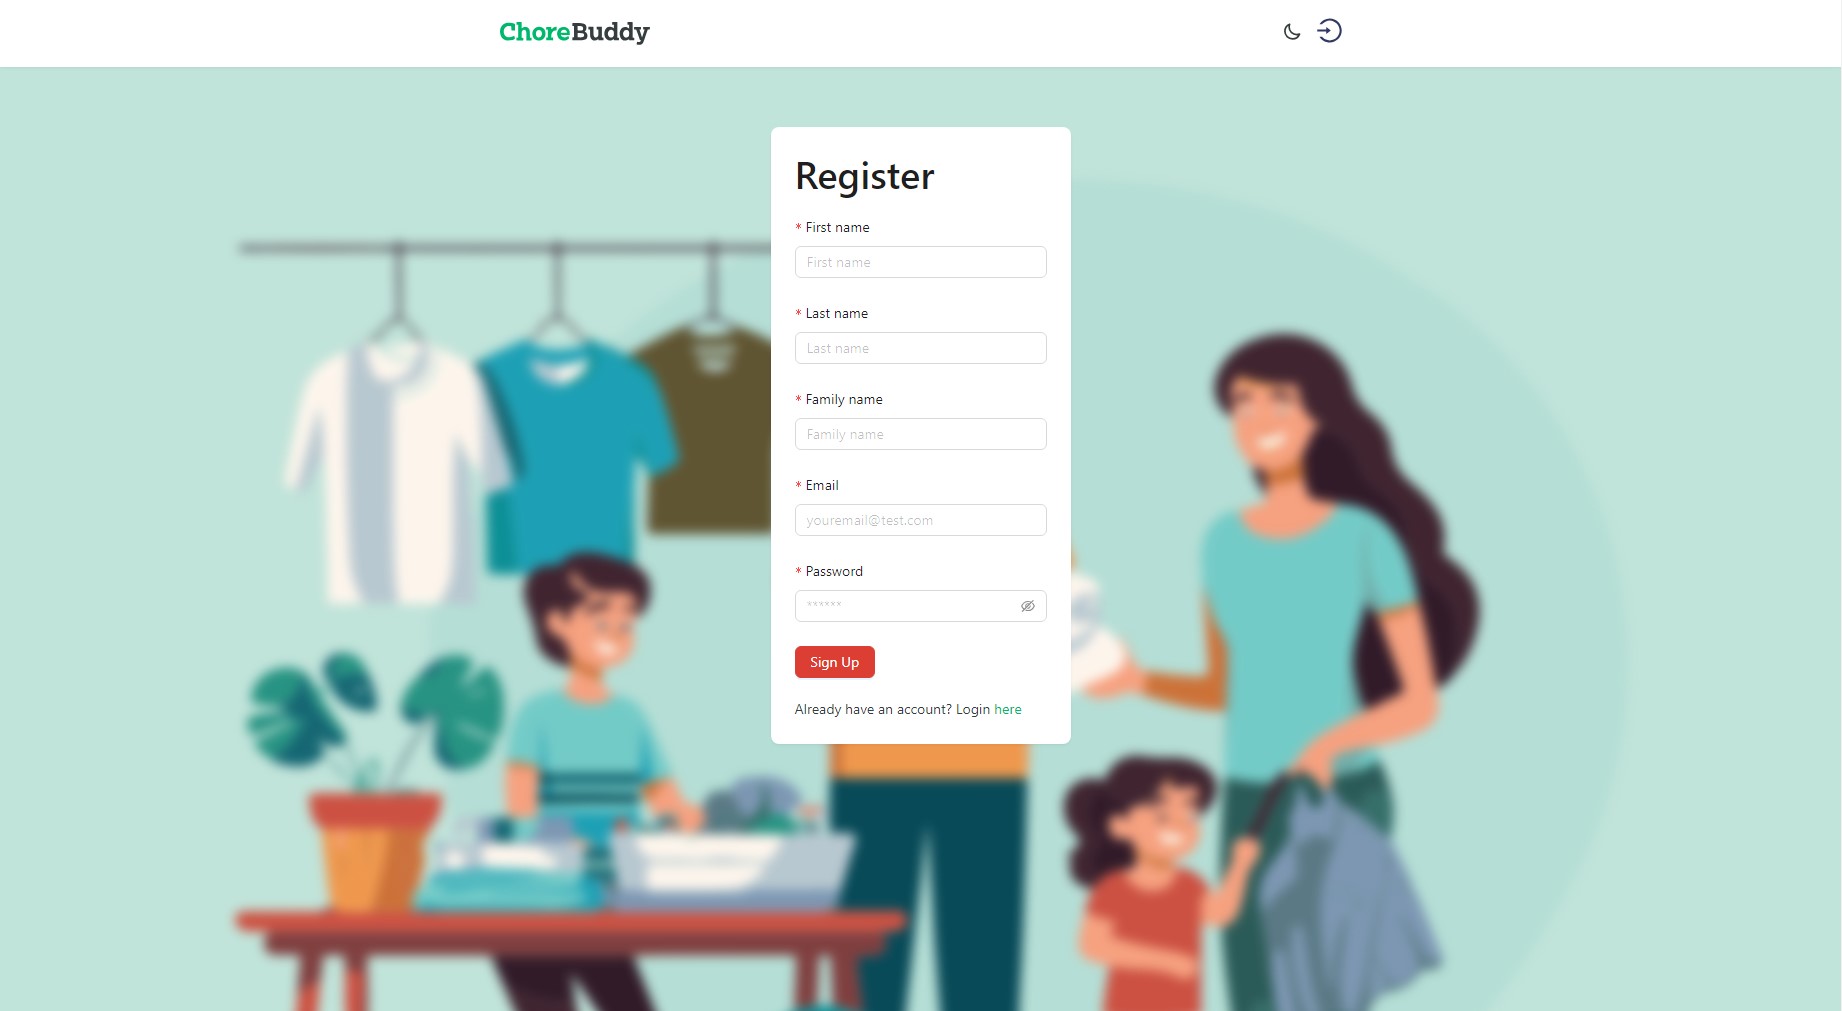 ChoreBuddy
Register
* First name
First name
* Last name
Last name
* Family name
Family name
* Email
youremail@test.com
* Password
******
Sign Up
Already have an account? Login here